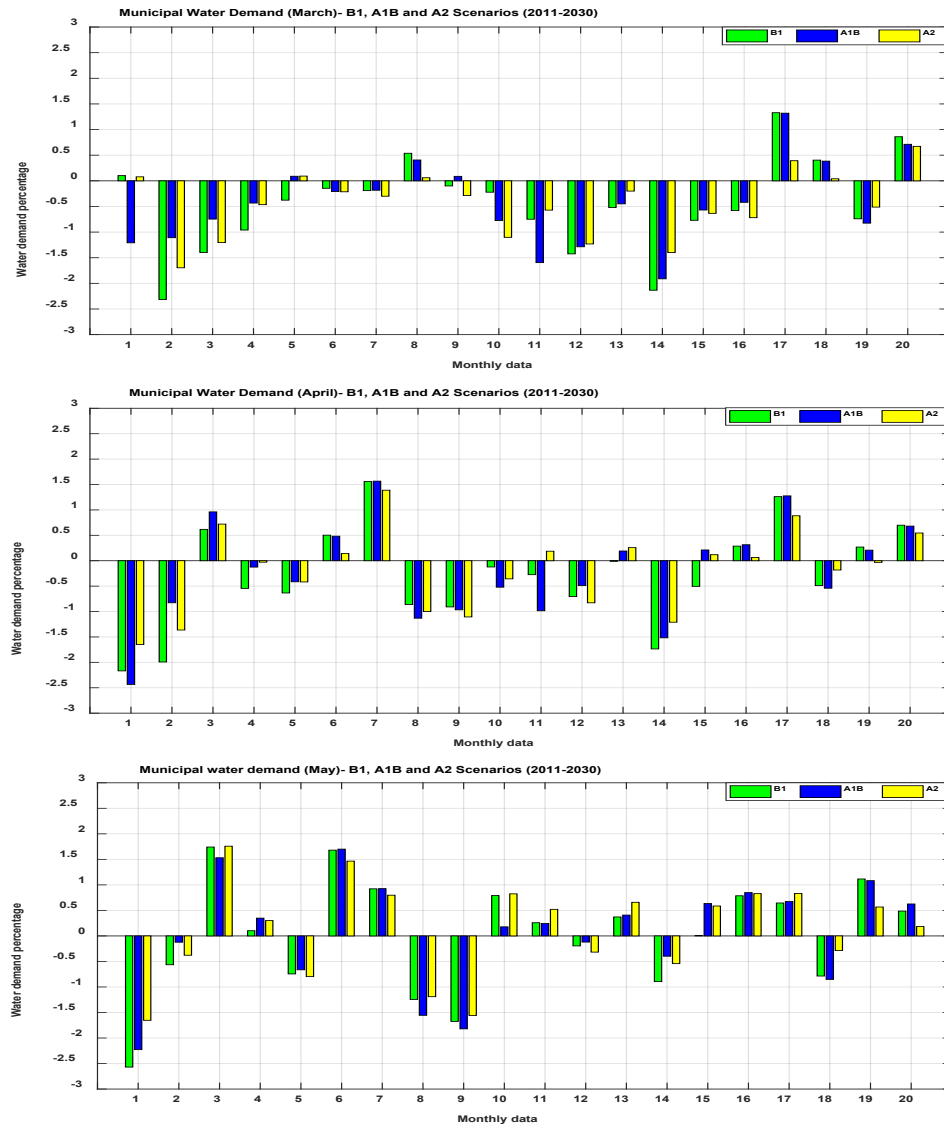 Municipal Water Demand (March)- B1, A1B and A2 Scenarios (2011-2030)
B1 A1B A2
3
2.5
2
1.5
1
0.5
0
-0.5
-1
-1.5
-2
-2.5
-3
Water demand percentage
1 2 3 4 5 6 7 8 9 10 11 12 13 14 15 16 17 18 19 20
Monthly data
Municipal Water Demand (April)- B1, A1B and A2 Scenarios (2011-2030)
B1 A1B A2
3
2.5
2
1.5
1
0.5
0
-0.5
-1
-1.5
-2
-2.5
-3
Water demand percentage
1 2 3 4 5 6 7 8 9 10 11 12 13 14 15 16 17 18 19 20
Monthly data
Municipal water demand (May)- B1, A1B and A2 Scenarios (2011-2030)
B1 A1B A2
3
2.5
2
1.5
1
0.5
0
-0.5
-1
-1.5
-2
-2.5
-3
Water demand percentage
1 2 3 4 5 6 7 8 9 10 11 12 13 14 15 16 17 18 19 20
Monthly data